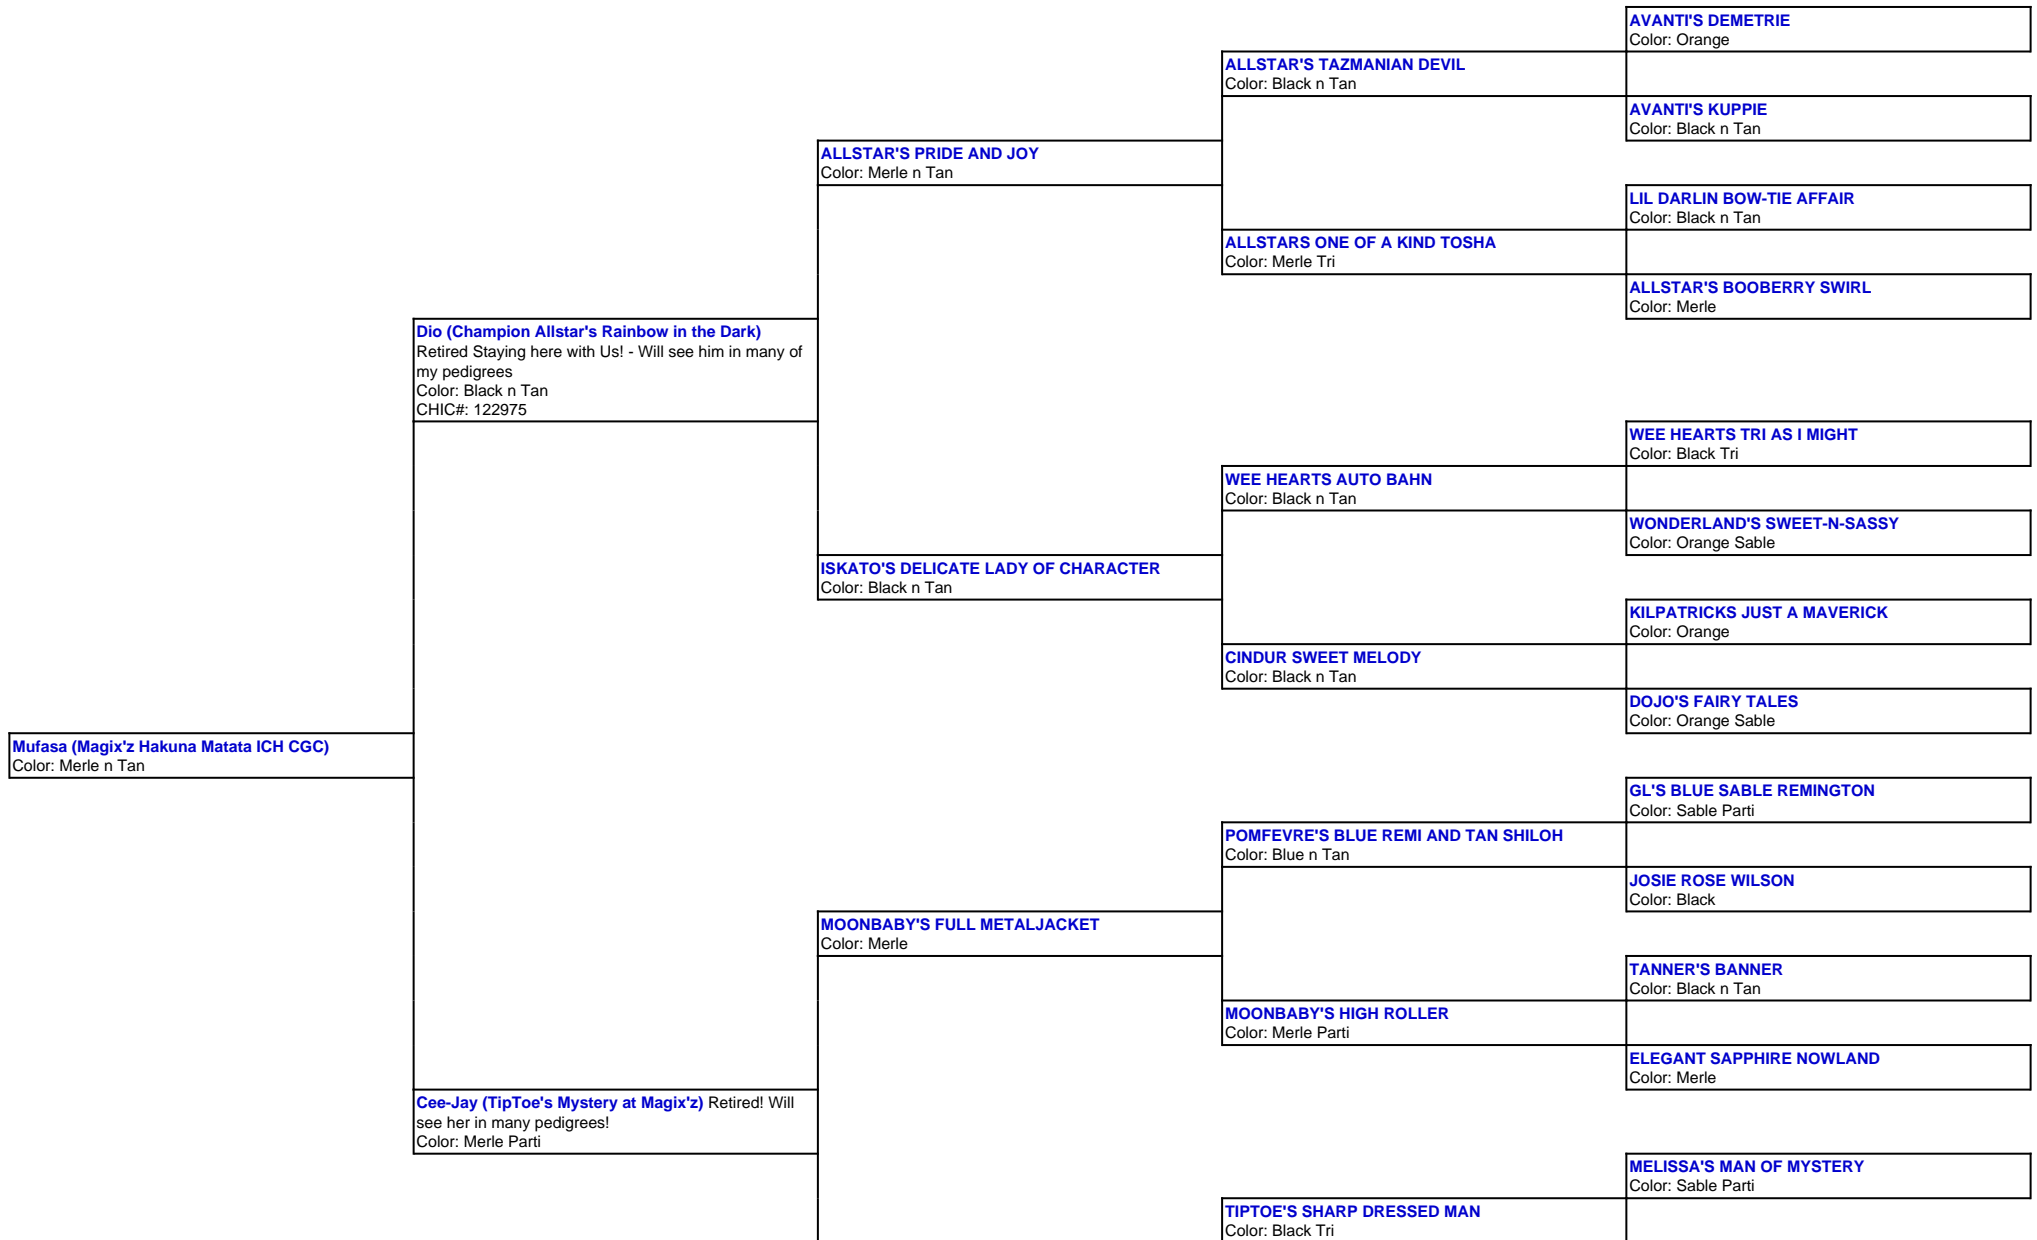 AVANTI'S DEMETRIE
Color: Orange
ALLSTAR'S TAZMANIAN DEVIL
Color: Black n Tan
AVANTI'S KUPPIE
Color: Black n Tan
ALLSTAR'S PRIDE AND JOY
Color: Merle n Tan
LIL DARLIN BOW-TIE AFFAIR
Color: Black n Tan
ALLSTARS ONE OF A KIND TOSHA
Color: Merle Tri
ALLSTAR'S BOOBERRY SWIRL
Color: Merle
Dio (Champion Allstar's Rainbow in the Dark)
Retired Staying here with Us! - Will see him in many of
my pedigrees
Color: Black n Tan
CHIC#: 122975
WEE HEARTS TRI AS I MIGHT
Color: Black Tri
WEE HEARTS AUTO BAHN
Color: Black n Tan
WONDERLAND'S SWEET-N-SASSY
Color: Orange Sable
ISKATO'S DELICATE LADY OF CHARACTER
Color: Black n Tan
KILPATRICKS JUST A MAVERICK
Color: Orange
CINDUR SWEET MELODY
Color: Black n Tan
DOJO'S FAIRY TALES
Color: Orange Sable
Mufasa (Magix'z Hakuna Matata ICH CGC)
Color: Merle n Tan
GL'S BLUE SABLE REMINGTON
Color: Sable Parti
POMFEVRE'S BLUE REMI AND TAN SHILOH
Color: Blue n Tan
JOSIE ROSE WILSON
Color: Black
MOONBABY'S FULL METALJACKET
Color: Merle
TANNER'S BANNER
Color: Black n Tan
MOONBABY'S HIGH ROLLER
Color: Merle Parti
ELEGANT SAPPHIRE NOWLAND
Color: Merle
Cee-Jay (TipToe's Mystery at Magix'z) Retired! Will
see her in many pedigrees!
Color: Merle Parti
MELISSA'S MAN OF MYSTERY
Color: Sable Parti
TIPTOE'S SHARP DRESSED MAN
Color: Black Tri